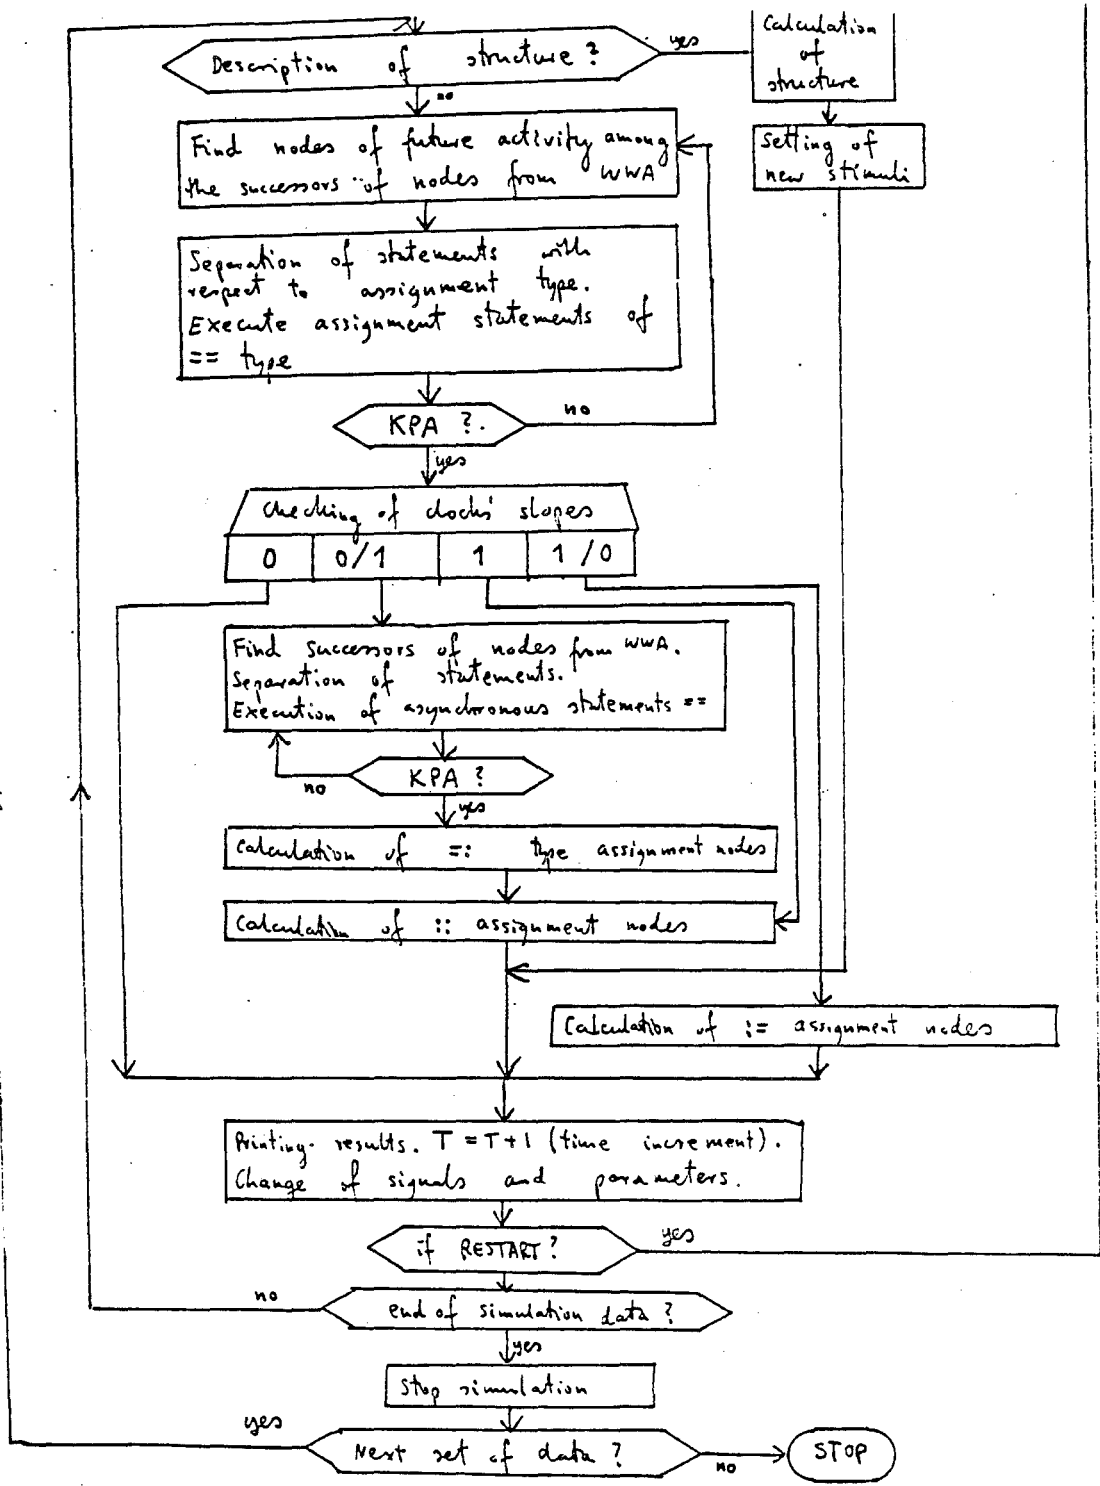 Description of structure?
yes
Calculation
of
structure
no
Find nodes of future activity among
the successors of nodes from WWA
Setting of
new stimuli
Separation of statements with
respect to assignment type.
Execute assignment statements of
== type
KPA ?.
no
yes
checking of clocks' slopes
0
0/1
1
1/0
Find successors of nodes from WWA.
Separation of statements.
Execution of asynchronous statements ==
KPA ?
no
yes
Calculation of =: type assignment nodes
Calculation of :: assignment nodes
Calculation of := assignment nodes
Printing results. T = T+1 (time increment).
Change of signals and parameters.
if RESTART?
yes
end of simulation data ?
no
yes
Stop simulation
Next set of data ?
yes
no
STOP